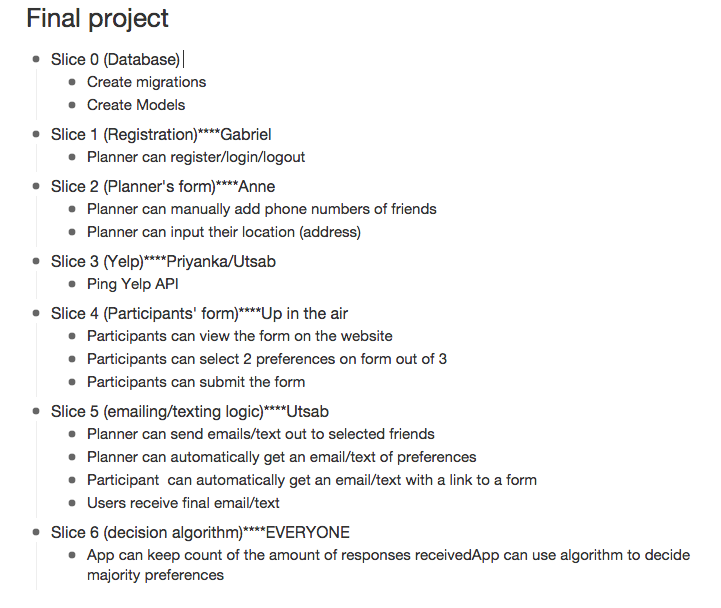 Final project
Slice 0 (Database)
Create migrations
Create Models
Slice 1 (Registration)****Gabriel
Planner can register/login/logout
Slice 2 (Planner's form)****Anne
Planner can manually add phone numbers of friends
Planner can input their location (address)
Slice 3 (Yelp)****Priyanka/Utsab
Ping Yelp API
Slice 4 (Participants' form)****Up in the air
Participants can view the form on the website
Participants can select 2 preferences on form out of 3
Participants can submit the form
Slice 5 (emailing/texting logic)****Utsab
Planner can send emails/text out to selected friends
Planner can automatically get an email/text of preferences
Participant  can automatically get an email/text with a link to a form
Users receive final email/text
Slice 6 (decision algorithm)****EVERYONE
App can keep count of the amount of responses receivedApp can use algorithm to decide
majority preferences